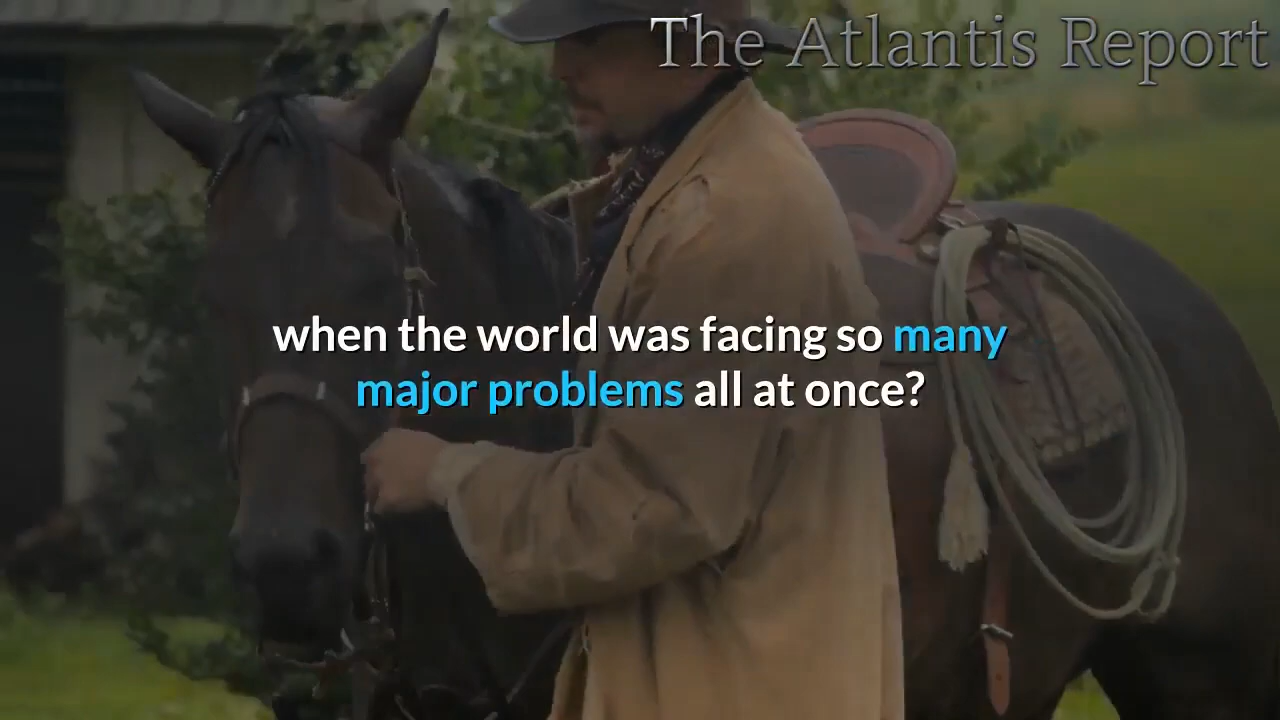 The Atlantis Report
when the world was facing so many
major problems all at once?